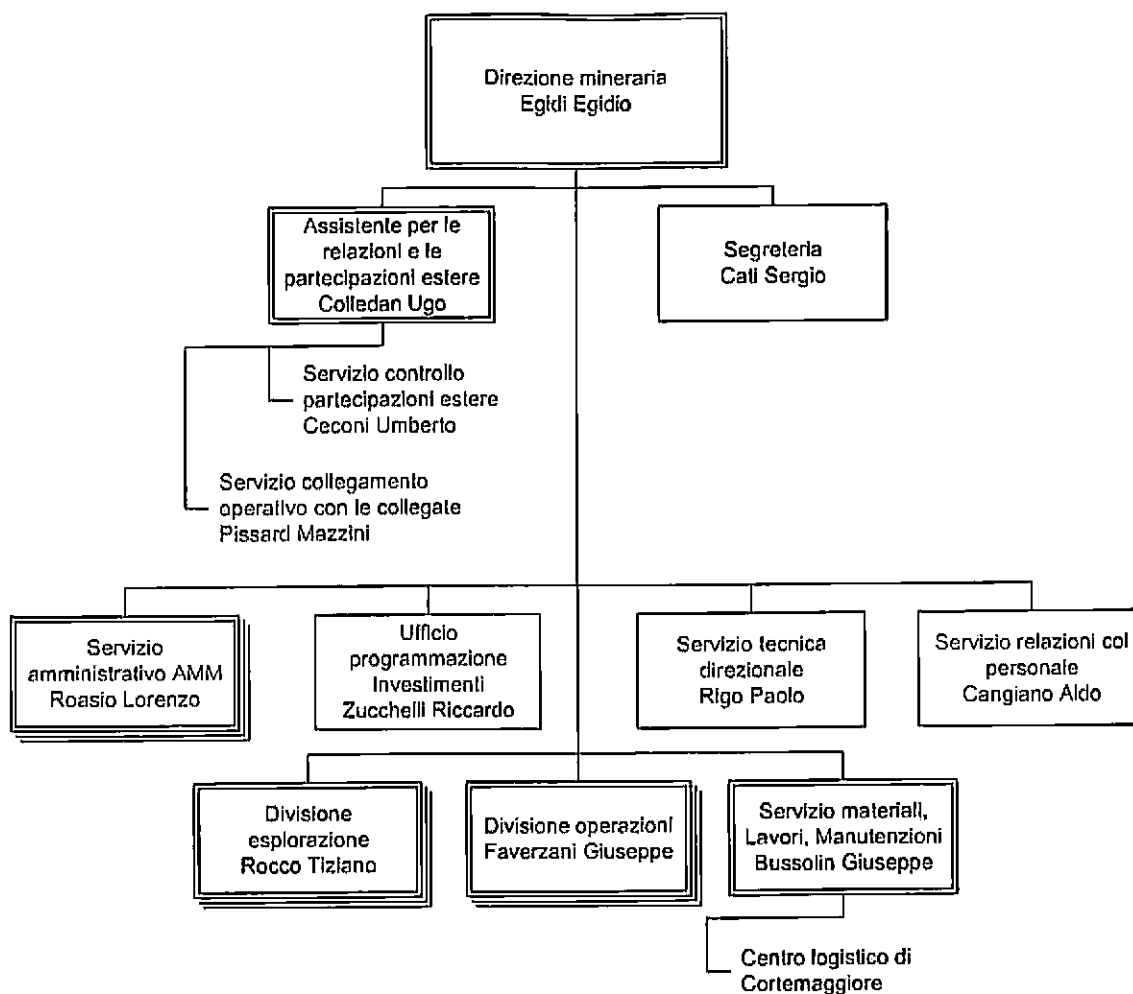 Direzione mineraria
Egidi Egidio
Assistente per le
relazioni e le
partecipazioni estere
Colledan Ugo
Segreteria
Cati Sergio
Servizio controllo
partecipazioni estere
Ceconi Umberto
Servizio collegamento
operativo con le collegate
Pissard Mazzini
Servizio
amministrativo AMM
Roasio Lorenzo
Ufficio
programmazione
Investimenti
Zucchelli Riccardo
Servizio tecnica
direzionale
Rigo Paolo
Servizio relazioni col
personale
Cangiano Aldo
Divisione
esplorazione
Rocco Tiziano
Divisione operazioni
Faverzani Giuseppe
Servizio materiali,
Lavori, Manutenzioni
Bussolin Giuseppe
Centro logistico di
Cortemaggiore